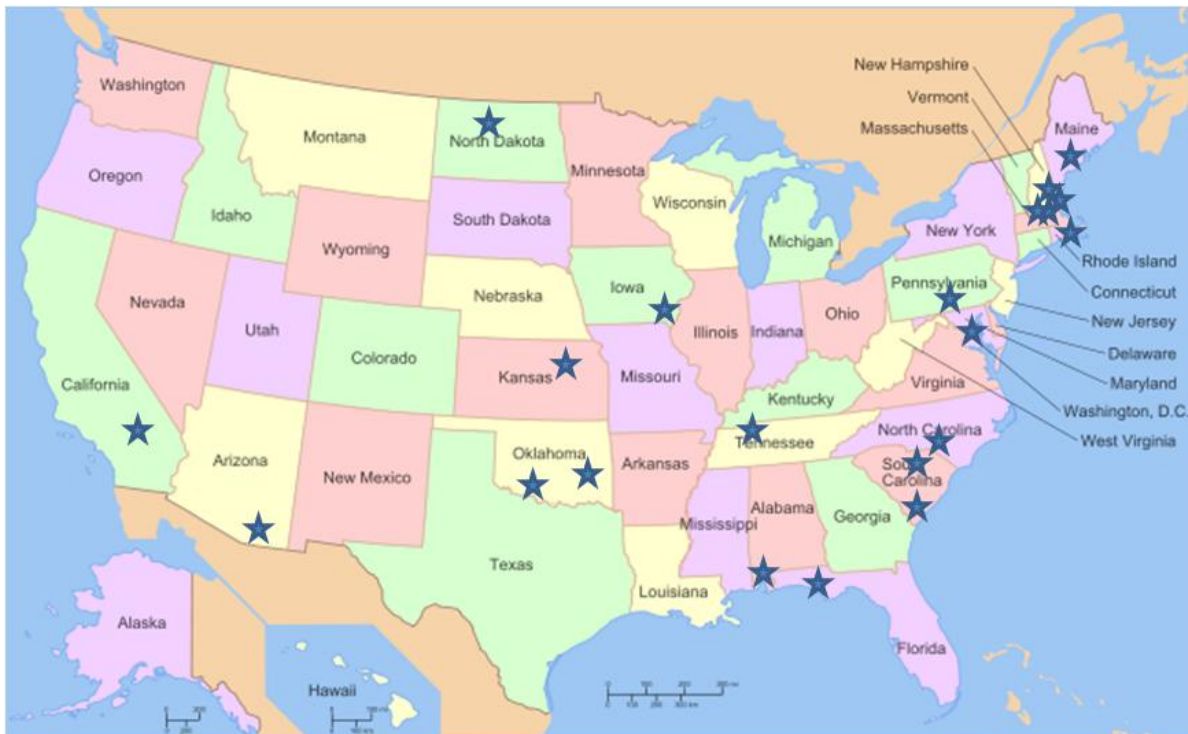 New Hampshire
Vermont
Massachusetts
Washington
Montana
North Dakota
Minnesota
Maine
Oregon
Idaho
Wisconsin
South Dakota
Michigan
New York
Wyoming
Rhode Island
Pennsylvania
Iowa
Connecticut
Nebraska
Nevada
Illinois
Indiana
Ohio
New Jersey
Utah
Colorado
Delaware
California
Kansas
Missouri
Virginia
Maryland
Kentucky
Washington, D.C.
North Carolina
Tennessee
West Virginia
Arizona
Oklahoma
Arkansas
New Mexico
South
Carolina
Mississippi
Alabama
Georgia
Texas
Louisiana
Alaska
Florida
Hawaii